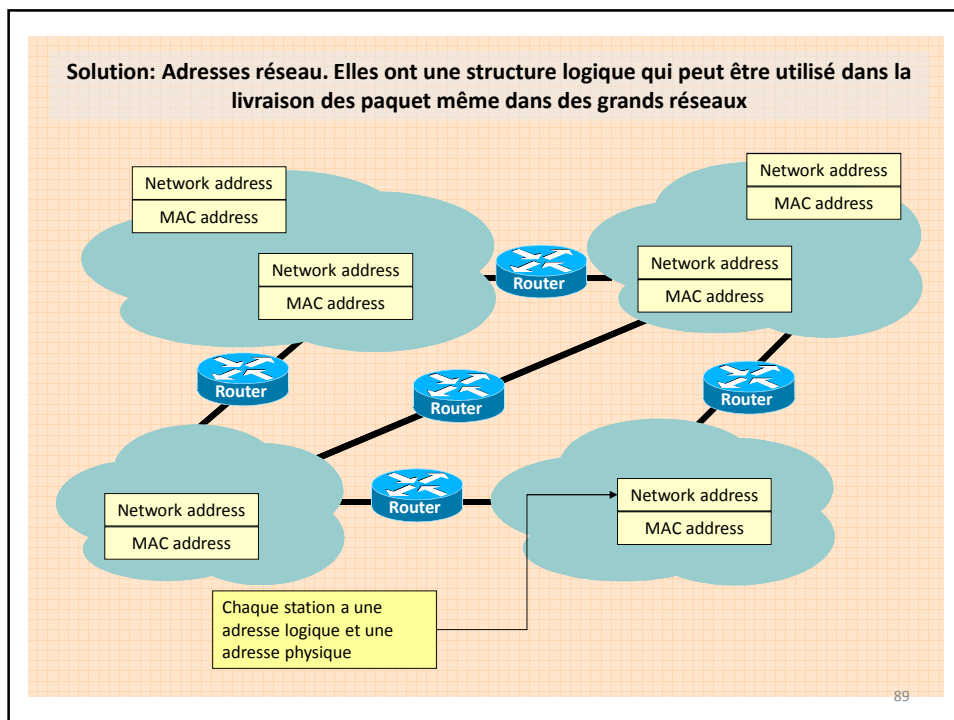 Solution: Adresses réseau. Elles ont une structure logique qui peut être utilisé dans la
livraison des paquet même dans des grands réseaux
Network address
MAC address
Network address
MAC address
Network address
MAC address
Network address
MAC address
Router
Router
Router
Router
Router
Network address
MAC address
Network address
MAC address
Chaque station a une
adresse logique et une
adresse physique
89